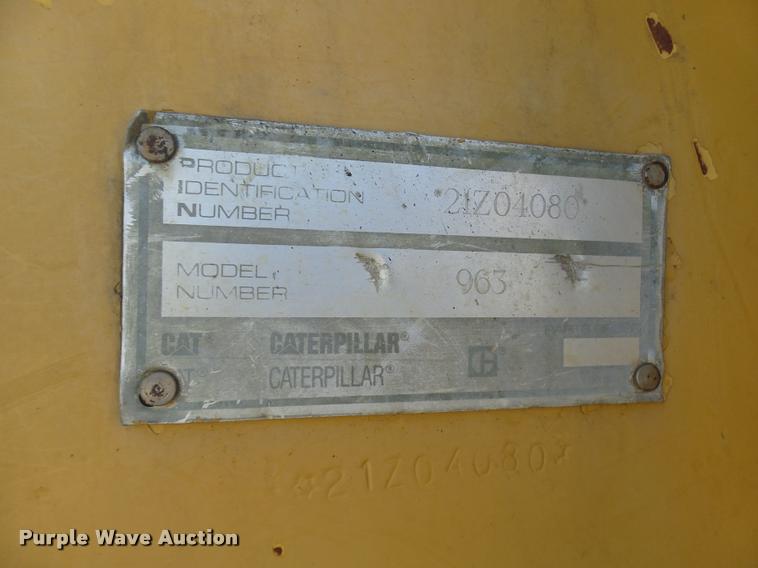 PRODUCT
IDENTIFICATION
NUMBER
*21Z04080
MODEL
NUMBER
963
CAT® CATERPILLAR®
CAT® CATERPILLAR®
*21Z04080*
Purple Wave Auction